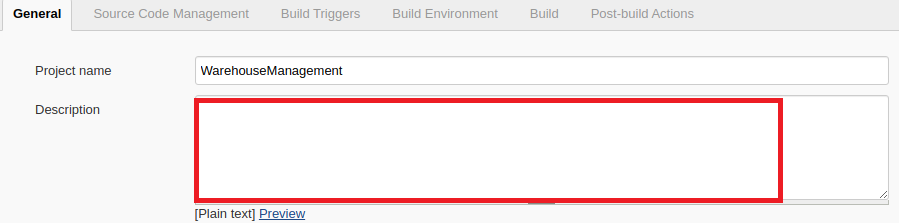 General Source Code Management Build Triggers Build Environment Build Post-build Actions
Project name WarehouseManagement
Description
[Plain text] Preview